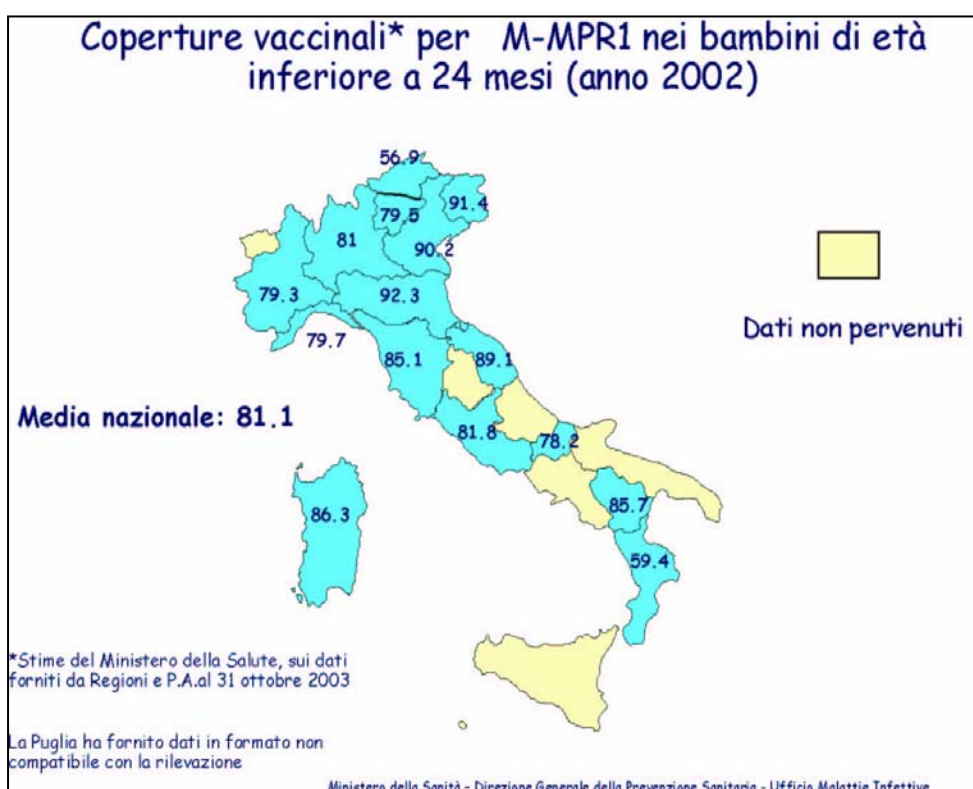 Coperture vaccinali* per M-MPR1 nei bambini di età
inferiore a 24 mesi (anno 2002)
56.9
91.4
79.5
81
90.2
79.3
92.3
79.7
Dati non pervenuti
85.1
89.1
Media nazionale: 81.1
81.8
78.2
86.3
85.7
59.4
*Stime del Ministero della Salute, sui dati
forniti da Regioni e P.A.al 31 ottobre 2003
La Puglia ha fornito dati in formato non
compatibile con la rilevazione
Ministero della Sanità - Direzione Generale della Prevenzione Sanitaria - Ufficio Malattie Infettive